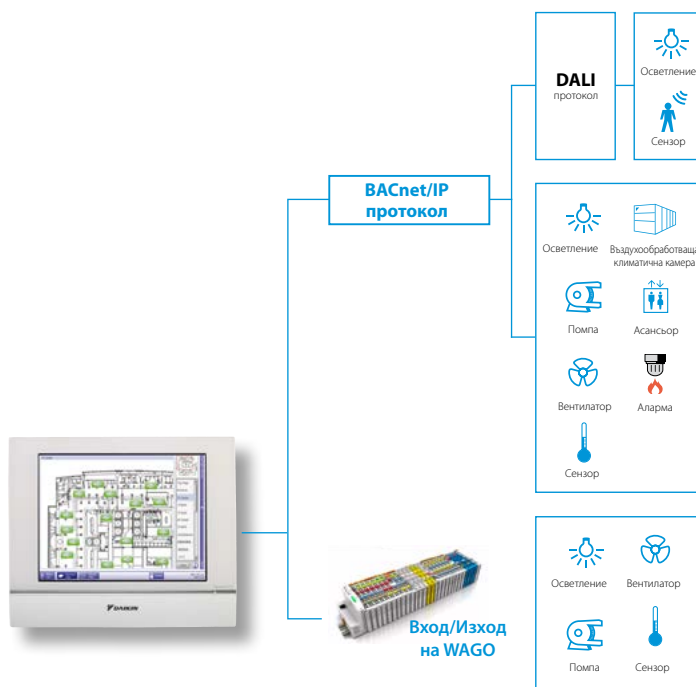 DALI
протокол
Осветление
Сензор
BACnet/IP
протокол
Осветление
Въздухообработваща
климатична камера
Помпа
Асансьор
Вентилатор
Аларма
Сензор
DAIKIN
Вход/Изход
на WAGO
Осветление
Вентилатор
Помпа
Сензор